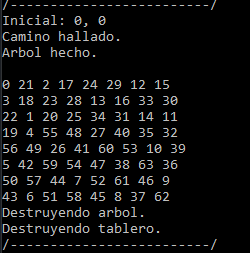 /-------------------------/
Inicial: 0, 0
Camino hallado.
Arbol hecho.

0 21 2 17 24 29 12 15
3 18 23 28 13 16 33 30
22 1 20 25 34 31 14 11
19 4 55 48 27 40 35 32
56 49 26 41 60 53 10 39
5 42 59 54 47 38 63 36
50 57 44 7 52 61 46 9
43 6 51 58 45 8 37 62
Destruyendo arbol.
Destruyendo tablero.
/-------------------------/